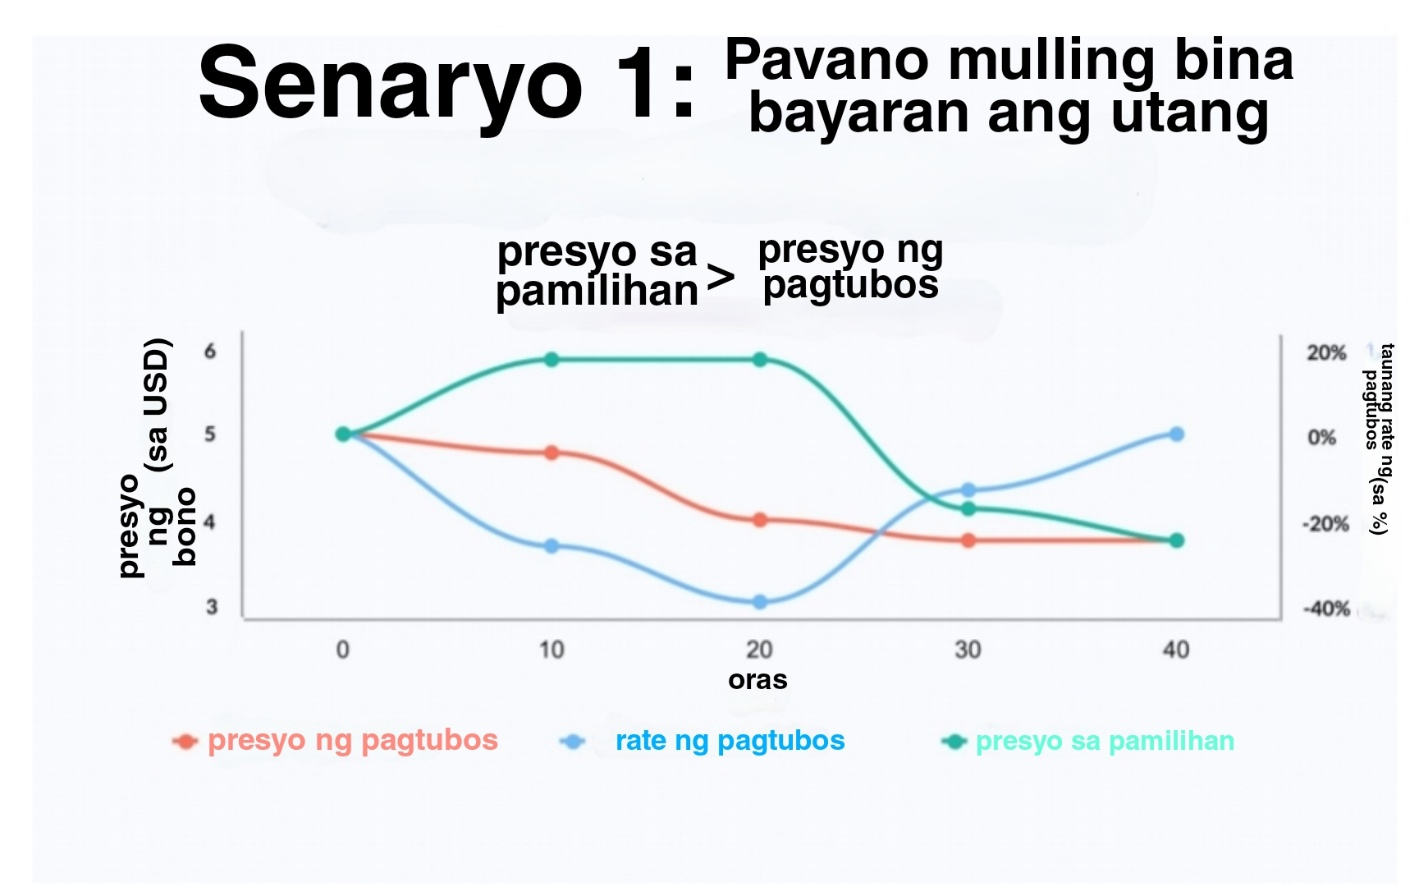 Senaryo 1: Pavano mulling bina
bayaran ang utang
presyo sa
pamilihan
>
presyo ng
pagtubos
presyo
ng
bono
(sa USD)
6
5
4
3
20%
0%
-20%
-40%
taunang rate ng
pagtubos
(sa %)
0 10 20 30 40
oras
presyo ng pagtubos rate ng pagtubos presyo sa pamilihan